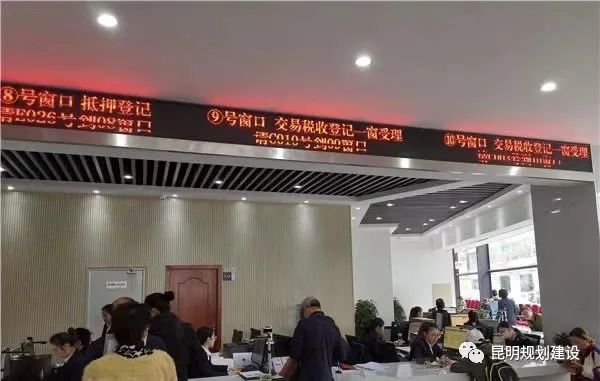 ⑧号窗口 抵押登记
请E026号到08窗口
⑨号窗口 交易税收登记一窗受理
请C019号到09窗口
⑩号窗口 交易税收登记一窗受理
昆明规划建设